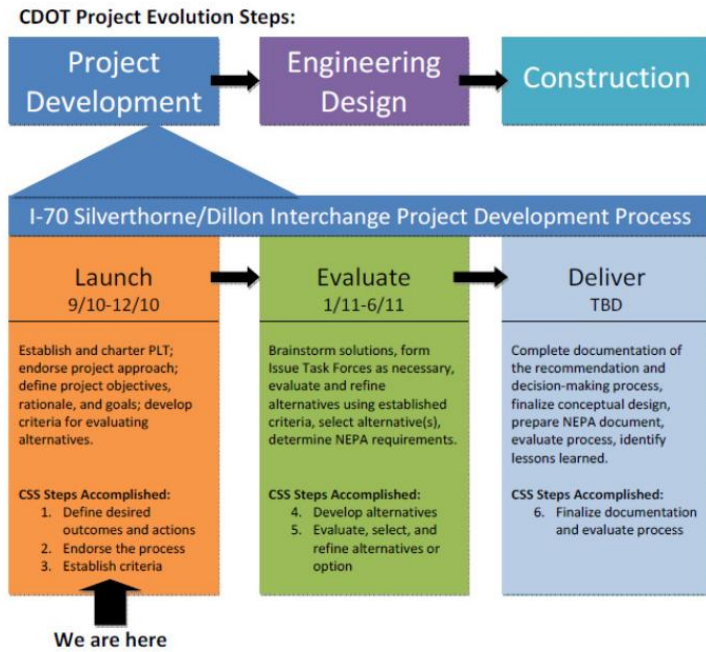 CDOT Project Evolution Steps:
Project
Development
Engineering
Design
Construction
I-70 Silverthorne/Dillon Interchange Project Development Process
Launch
9/10-12/10
Establish and charter PLT;
endorse project approach;
define project objectives,
rationale, and goals; develop
criteria for evaluating
alternatives.
CSS Steps Accomplished:
1. Define desired
outcomes and actions
2. Endorse the process
3. Establish criteria
Evaluate
1/11-6/11
Brainstorm solutions, form
Issue Task Forces as necessary,
evaluate and refine
alternatives using established
criteria, select alternative(s),
determine NEPA requirements.
CSS Steps Accomplished:
4. Develop alternatives
5. Evaluate, select, and
refine alternatives or
option
Deliver
TBD
Complete documentation of
the recommendation and
decision-making process,
finalize conceptual design,
prepare NEPA document,
evaluate process, identify
lessons learned.
CSS Steps Accomplished:
6. Finalize documentation
and evaluate process
We are here